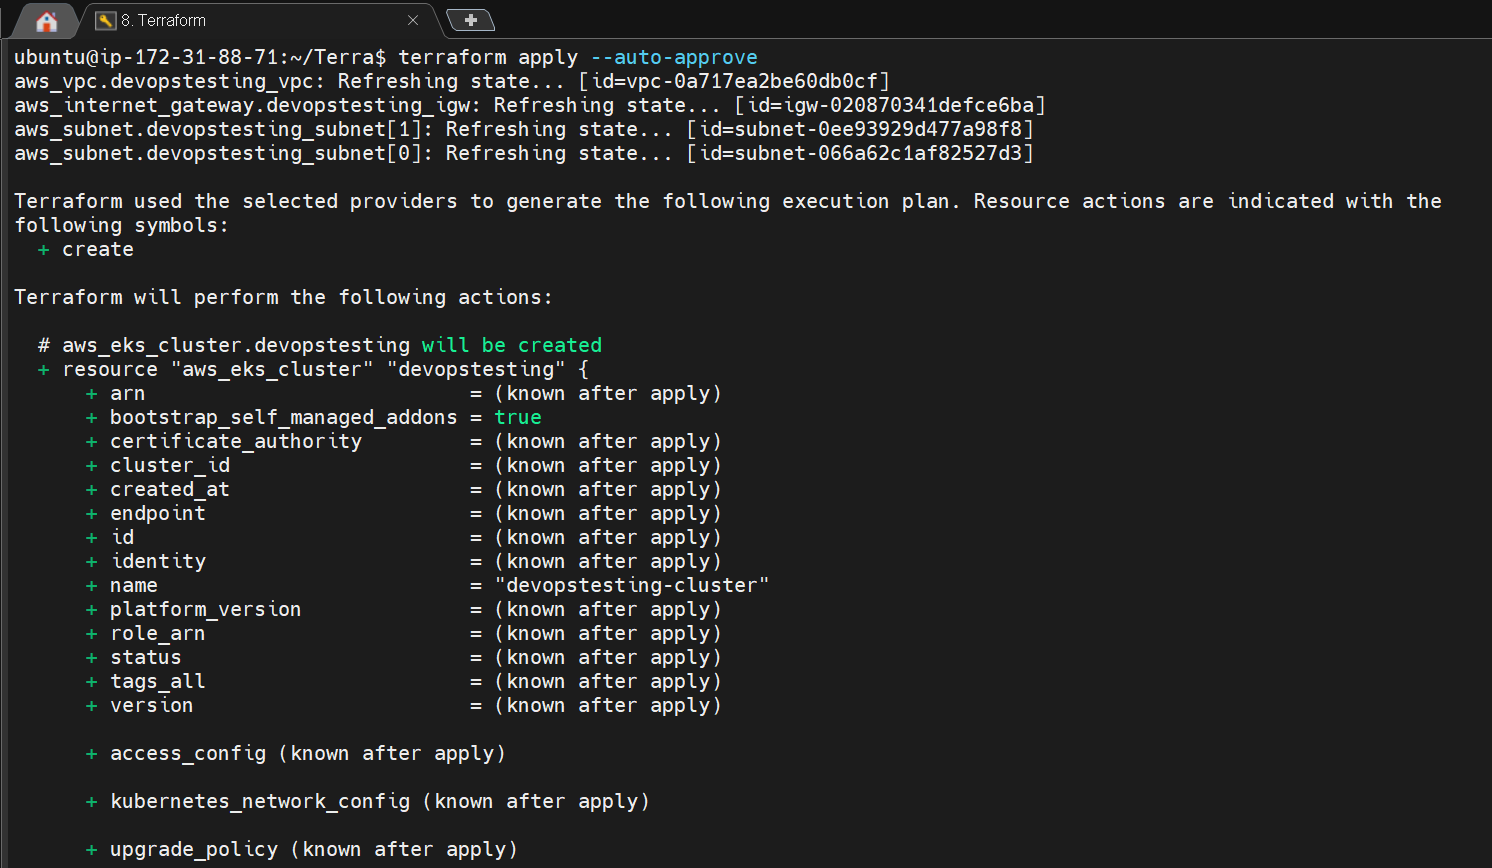 8. Terraform
ubuntu@ip-172-31-88-71:~/Terra$ terraform apply --auto-approve
aws_vpc.devopstesting_vpc: Refreshing state... [id=vpc-0a717ea2be60db0cf]
aws_internet_gateway.devopstesting_igw: Refreshing state... [id=igw-020870341defce6ba]
aws_subnet.devopstesting_subnet[1]: Refreshing state... [id=subnet-0ee93929d477a98f8]
aws_subnet.devopstesting_subnet[0]: Refreshing state... [id=subnet-066a62c1af82527d3]
Terraform used the selected providers to generate the following execution plan. Resource actions are indicated with the
following symbols:
+ create
Terraform will perform the following actions:
# aws_eks_cluster.devopstesting will be created
+ resource "aws_eks_cluster" "devopstesting" {
+ arn = (known after apply)
+ bootstrap_self_managed_addons = true
+ certificate_authority = (known after apply)
+ cluster_id = (known after apply)
+ created_at = (known after apply)
+ endpoint = (known after apply)
+ id = (known after apply)
+ identity = (known after apply)
+ name = "devopstesting-cluster"
+ platform_version = (known after apply)
+ role_arn = (known after apply)
+ status = (known after apply)
+ tags_all = (known after apply)
+ version = (known after apply)
+ access_config (known after apply)
+ kubernetes_network_config (known after apply)
+ upgrade_policy (known after apply)